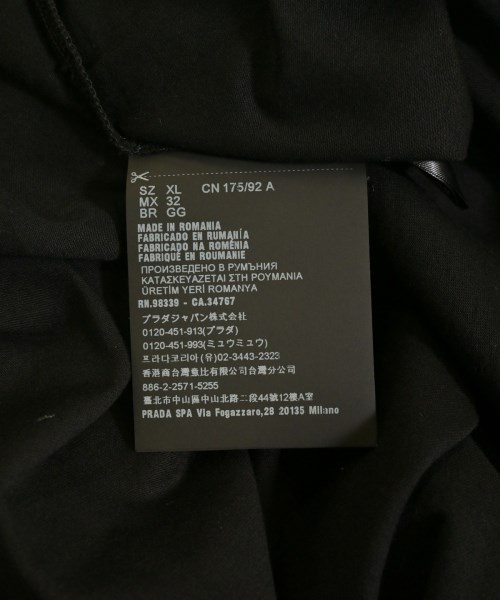 SZ XL CN 175/92 A
MX 32
BR GG
MADE IN ROMANIA
FABRICADO EN RUMANÍA
FABRICADO NA ROMÊNIA
FABRIQUÉ EN ROUMANIE
ПРОИЗВЕДЕНО В РУМЪНИЯ
ΚΑΤΑΣΚΕΥΑΖΕΤΑΙ ΣΤΗ ΡΟΥΜΑΝΙΑ
ÜRETİM YERİ ROMANYA
RN.98339 - CA.34767
プラダジャパン株式会社
0120-451-913(プラダ)
0120-451-993(ミュウミュウ)
프라다코리아(유)02-3443-2323
香港商台灣童比有限公司台灣分公司
886-2-2571-5255
臺北市中山區中山北路二段44號12樓A室
PRADA SPA Via Fogazzaro,28 20135 Milano